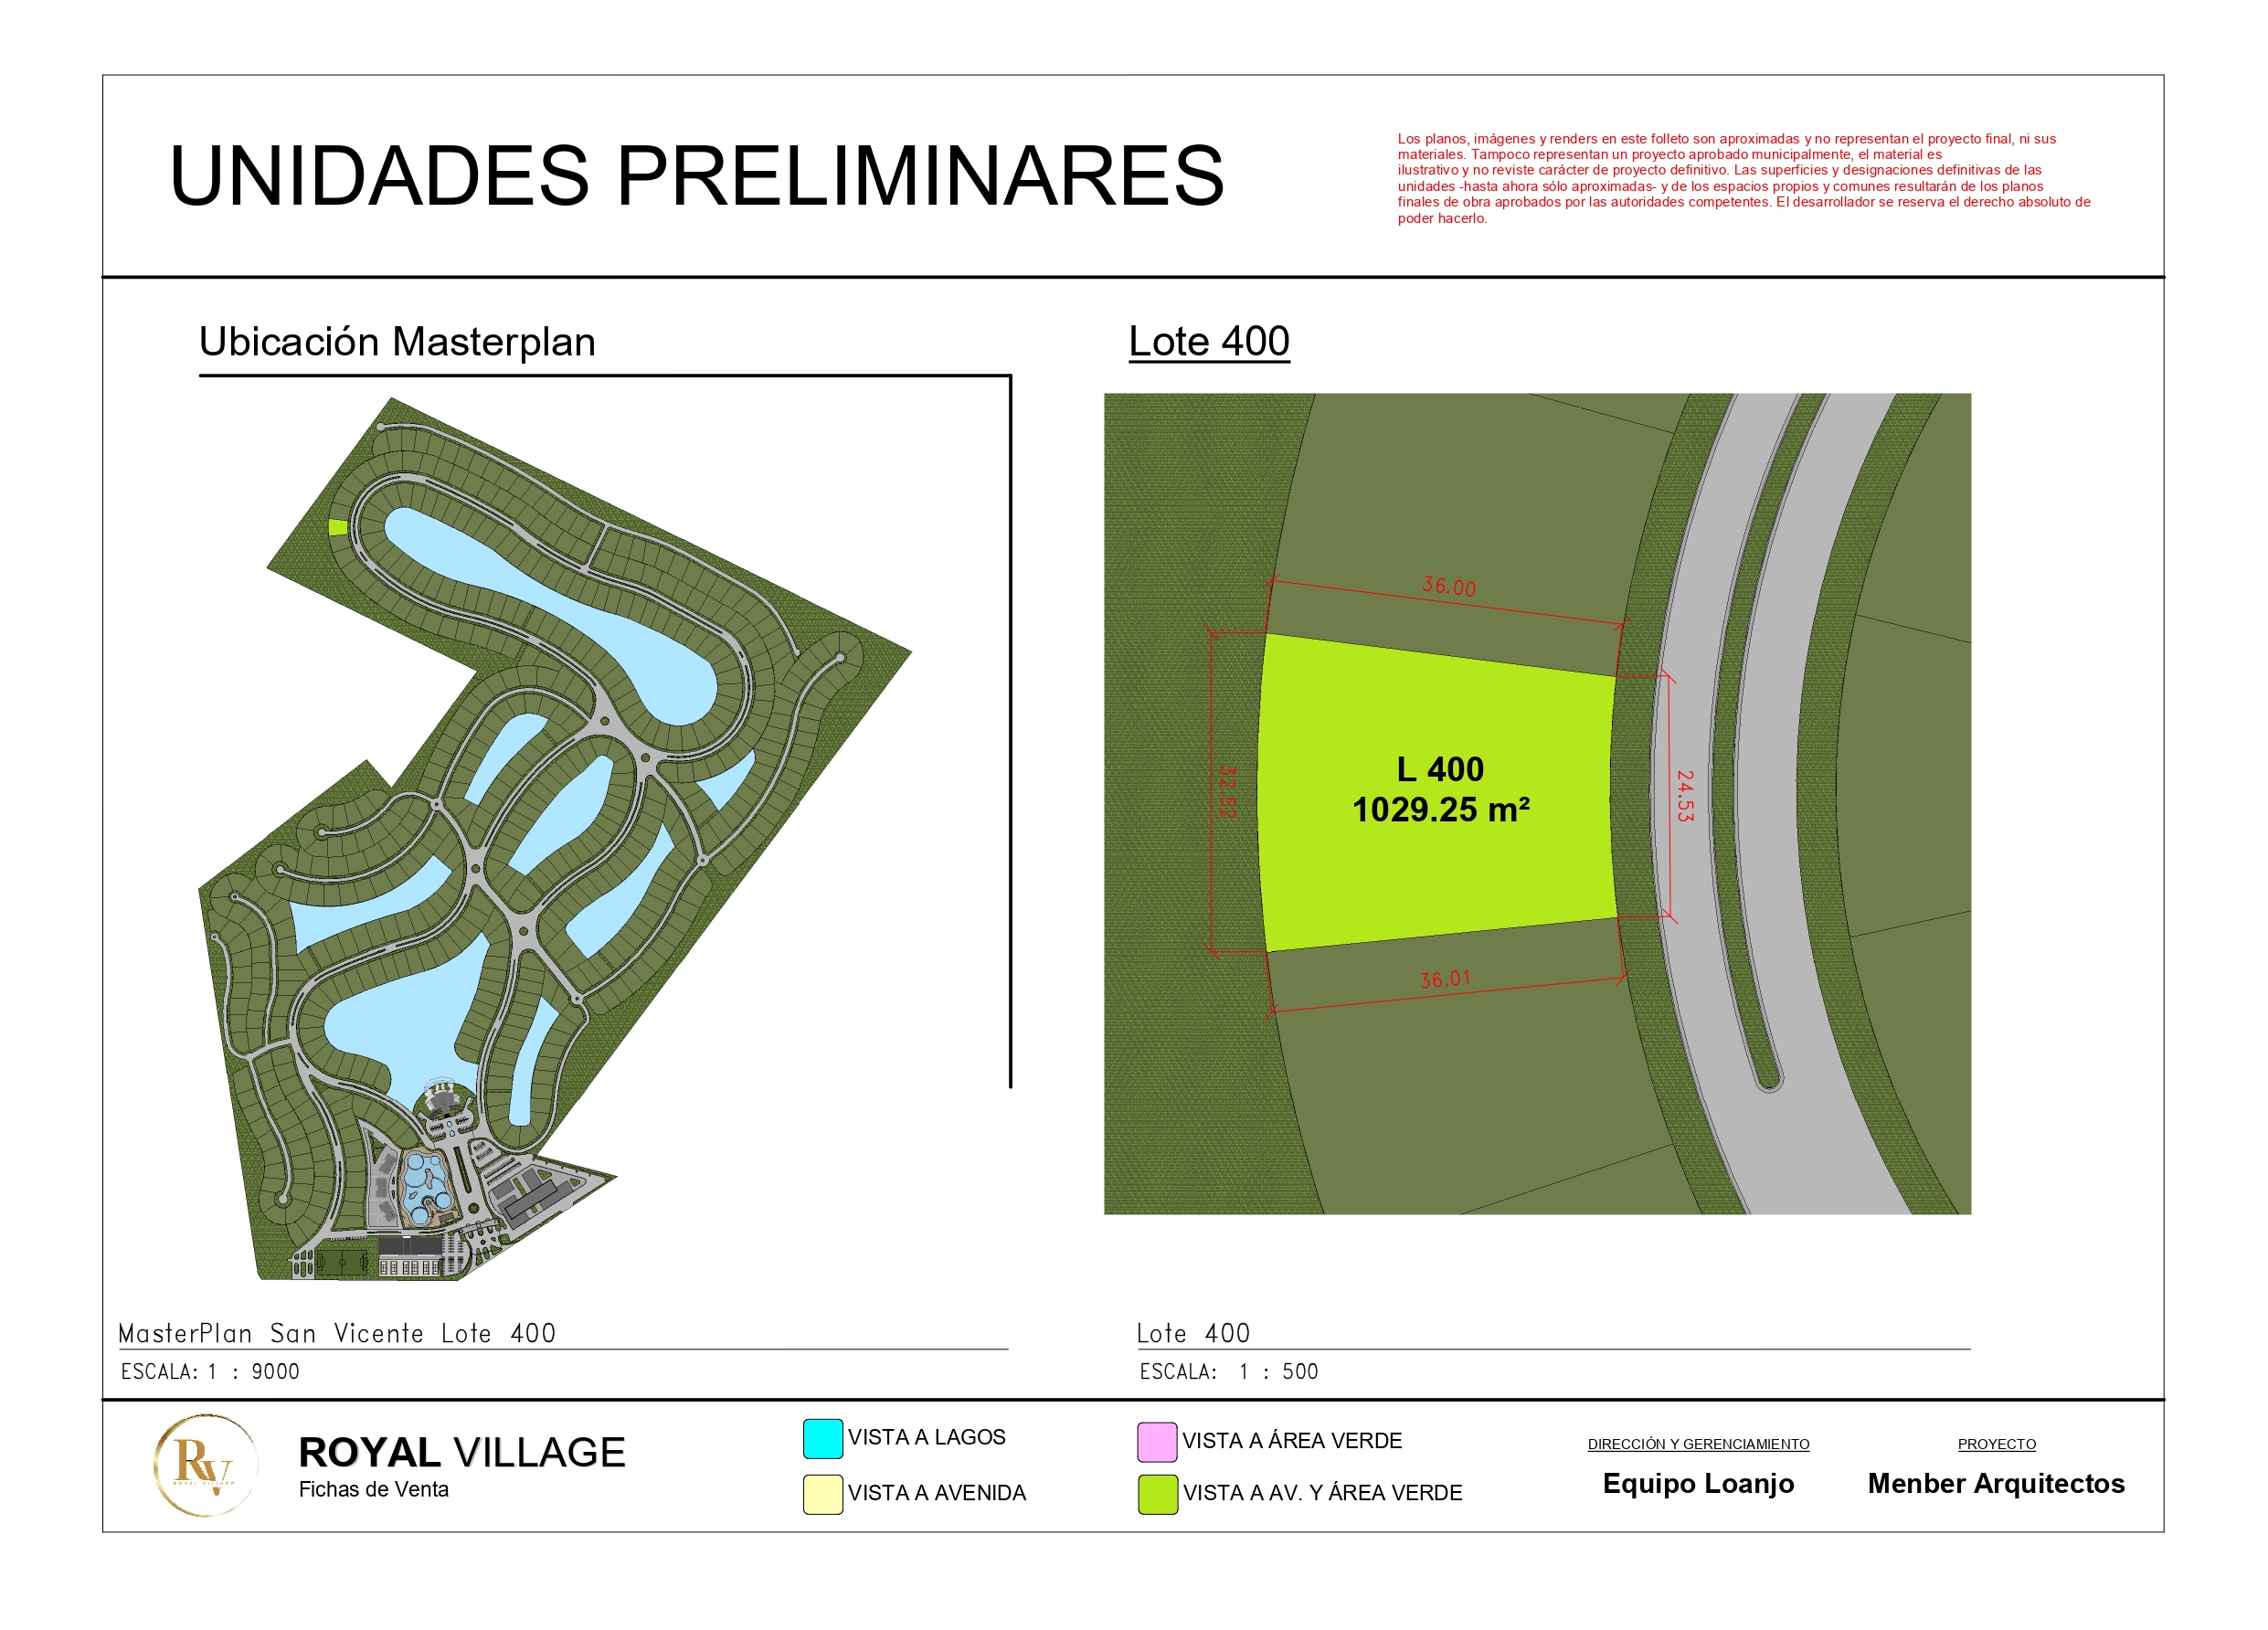 UNIDADES PRELIMINARES
Los planos, imágenes y renders en este folleto son aproximadas y no representan el proyecto final, ni sus
materiales. Tampoco representan un proyecto aprobado municipalmente, el material es
ilustrativo y no reviste carácter de proyecto definitivo. Las superficies y designaciones definitivas de las
unidades -hasta ahora sólo aproximadas- y de los espacios propios y comunes resultarán de los planos
finales de obra aprobados por las autoridades competentes. El desarrollador se reserva el derecho absoluto de
poder hacerlo.
Ubicación Masterplan
Lote 400
36.00
32.52
L 400
1029.25 m²
24.53
36.01
MasterPlan San Vicente Lote 400
ESCALA: 1 : 9000
Lote 400
ESCALA: 1 : 500
RV
ROYAL VILLAGE
ROYAL VILLAGE
Fichas de Venta
VISTA A LAGOS
VISTA A AVENIDA
VISTA A ÁREA VERDE
VISTA A AV. Y ÁREA VERDE
DIRECCIÓN Y GERENCIAMIENTO
Equipo Loanjo
PROYECTO
Menber Arquitectos